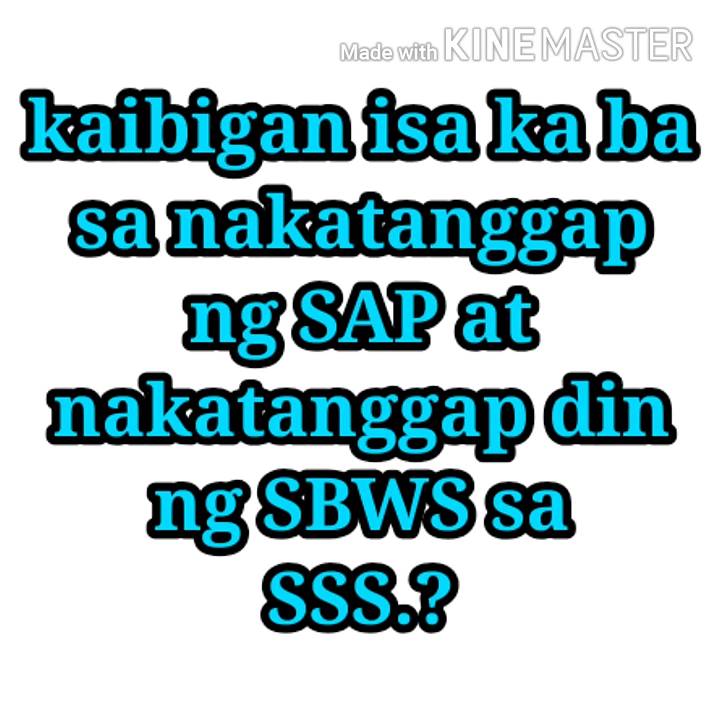 Made with KINEMASTER
kaibigan isa ka ba
sa nakatanggap
ng SAP at
nakatanggap din
ng SBWS sa
SSS.?